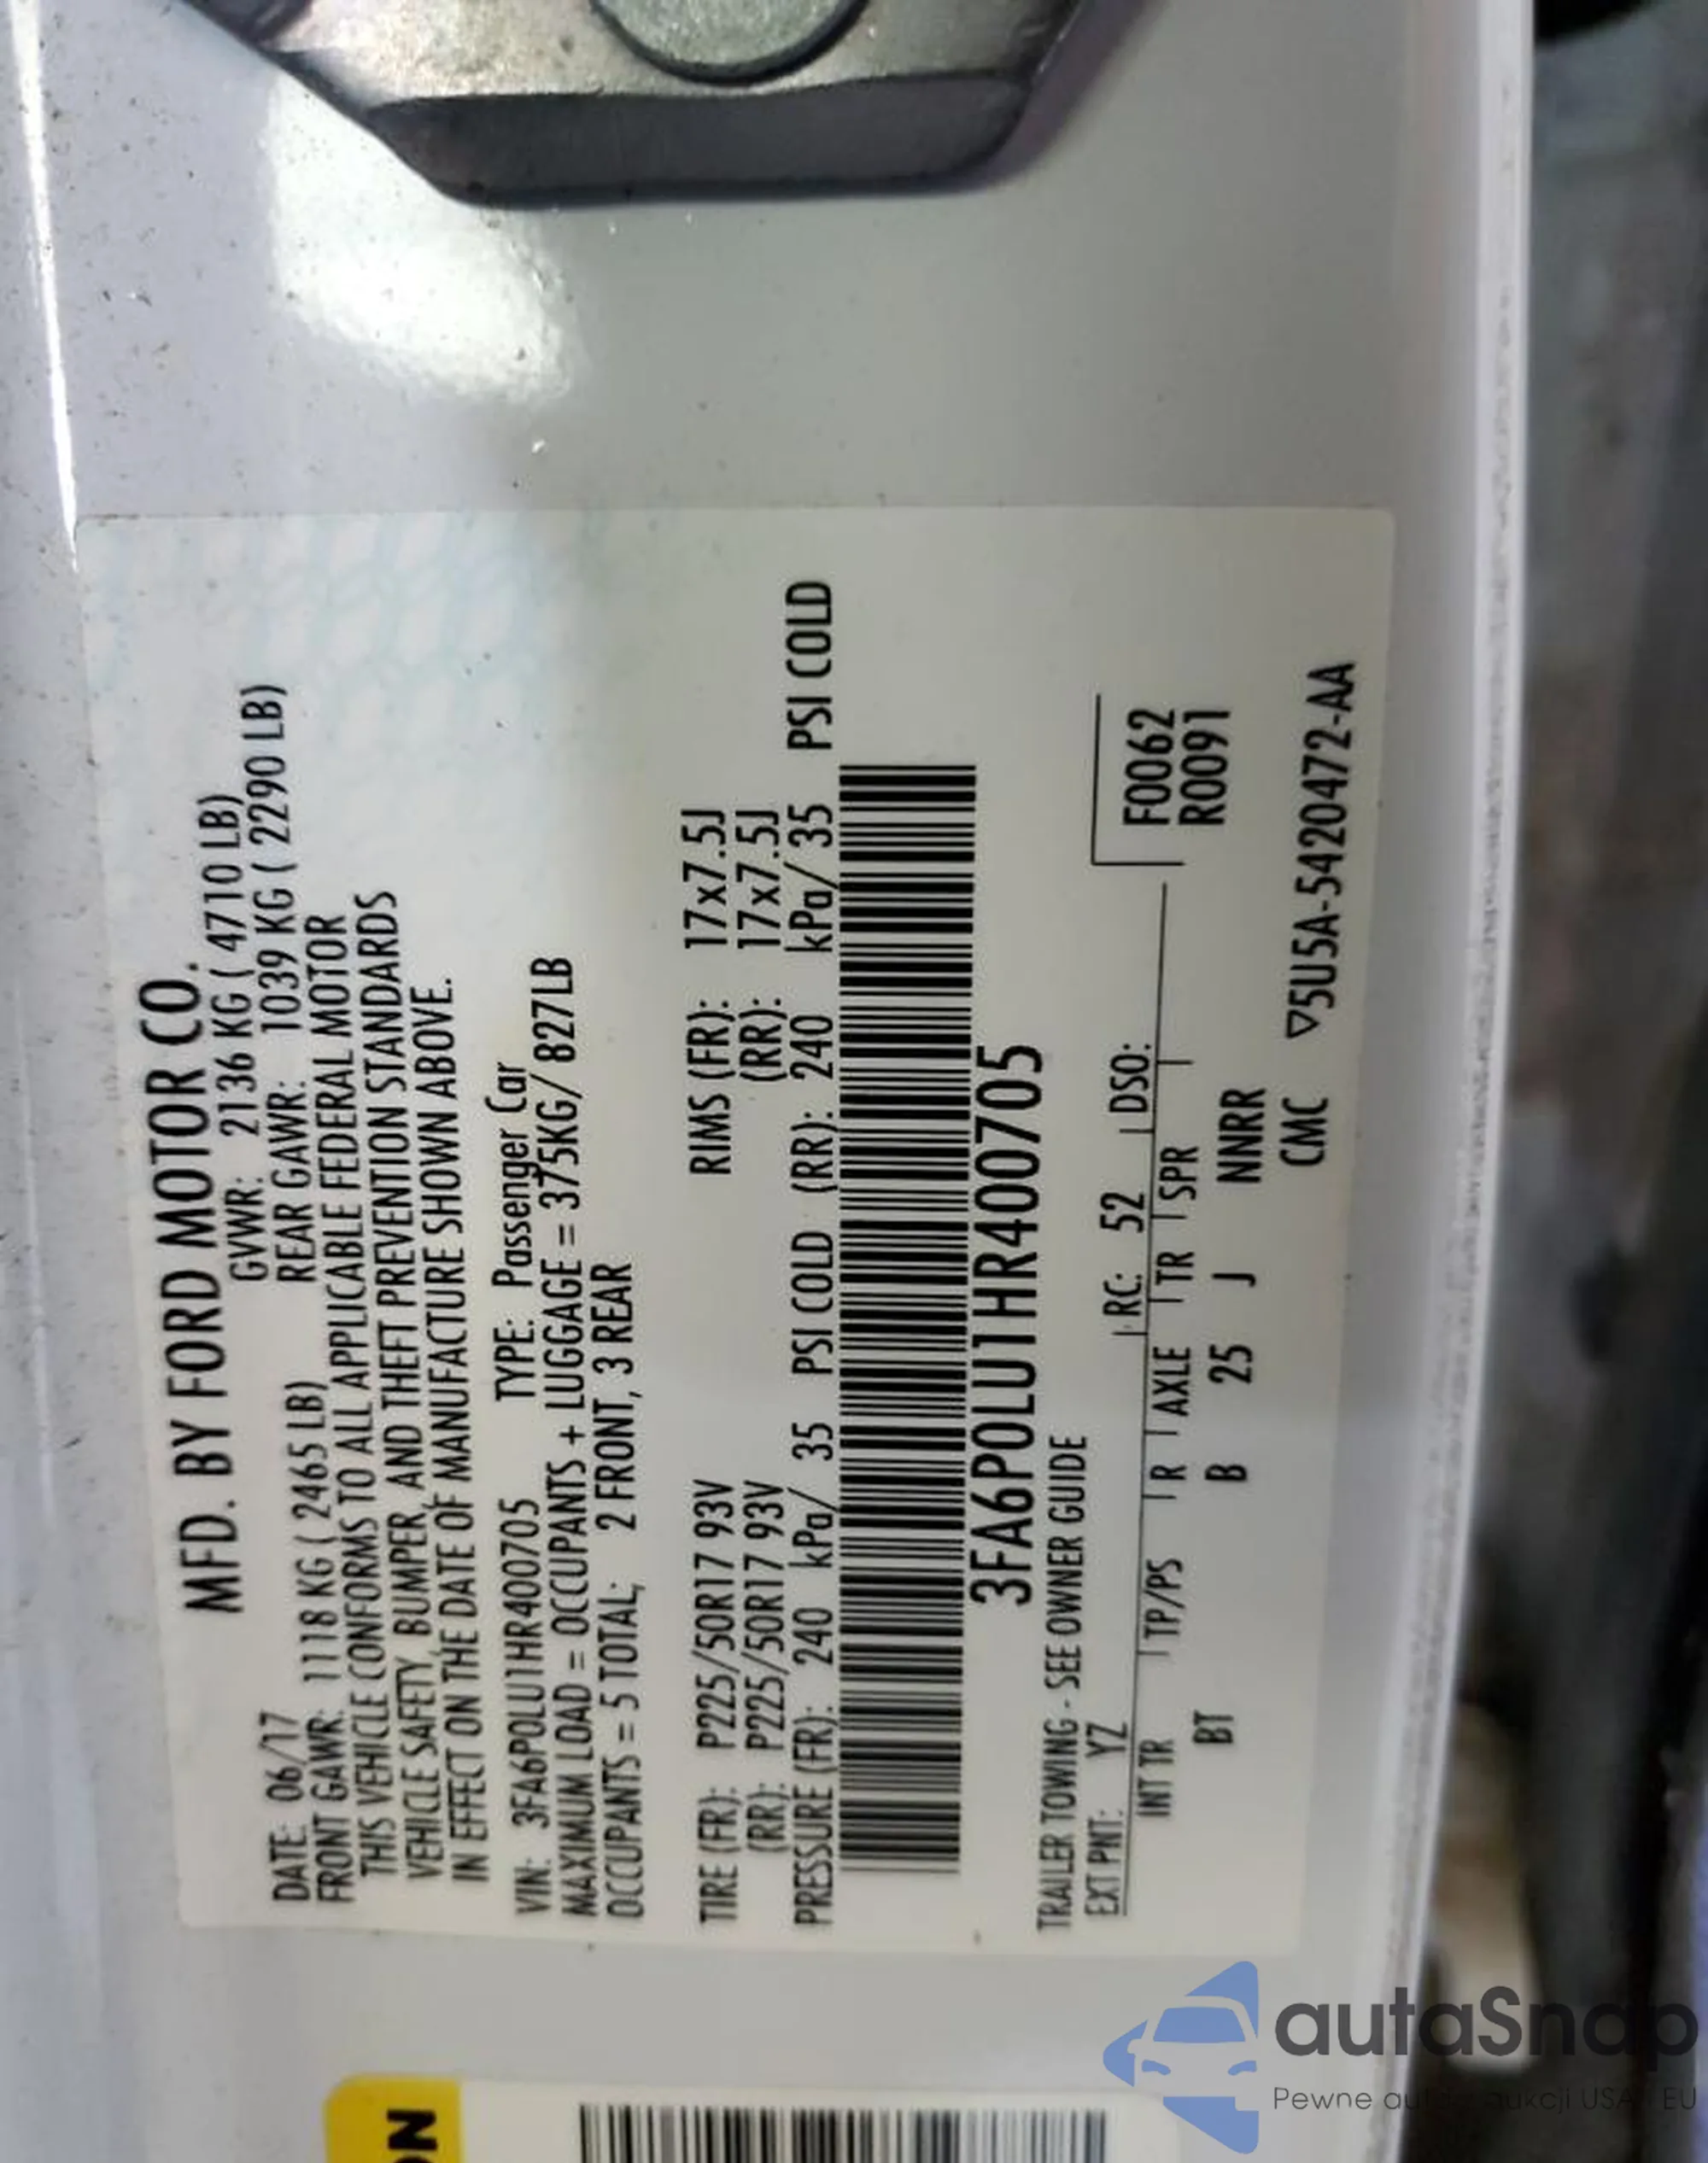 MFD. BY FORD MOTOR CO.
DATE: 06/17 GVWR: 2136 KG ( 4710 LB)
FRONT GAWR: 1118 KG ( 2465 LB) REAR GAWR: 1039 KG ( 2290 LB)
THIS VEHICLE CONFORMS TO ALL APPLICABLE FEDERAL MOTOR
VEHICLE SAFETY, BUMPER, AND THEFT PREVENTION STANDARDS
IN EFFECT ON THE DATE OF MANUFACTURE SHOWN ABOVE.
VIN: 3FA6P0LU1HR400705 TYPE: Passenger Car
MAXIMUM LOAD = OCCUPANTS + LUGGAGE = 375KG/ 827LB
OCCUPANTS = 5 TOTAL; 2 FRONT, 3 REAR
TIRE (FR): P225/50R17 93V RIMS (FR): 17x7.5J
(RR): P225/50R17 93V (RR): 17x7.5J
PRESSURE (FR): 240 kPa/ 35 PSI COLD (RR): 240 kPa/ 35 PSI COLD
3FA6P0LU1HR400705
TRAILER TOWING - SEE OWNER GUIDE
EXT PNT: YZ RC: 52 DSO: F0062
INT TR TP/PS R AXLE TR SPR R0091
BT B 25 J NNRR
CMC ▽5U5A-5420472-AA
ON
autaSnap
Pewne auta z aukcji USA i EU